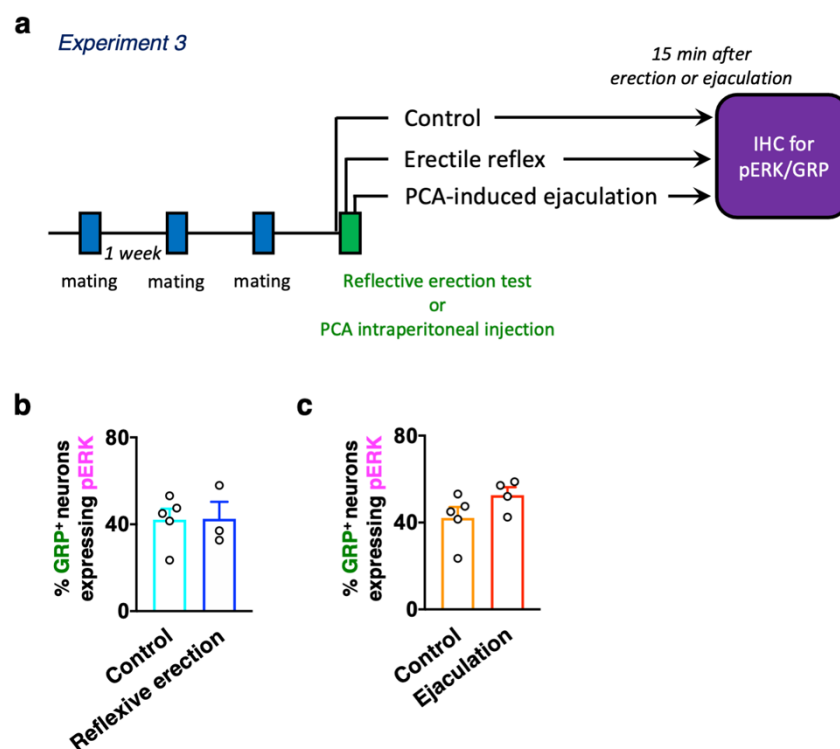 a
Experiment 3
15 min after
erection or ejaculation
Control
Erectile reflex
PCA-induced ejaculation
IHC for
pERK/GRP
1 week
mating
mating
mating
Reflective erection test
or
PCA intraperitoneal injection
b
% GRP⁺ neurons
expressing pERK
80
40
0
Control
Reflexive erection
c
% GRP⁺ neurons
expressing pERK
80
40
0
Control
Ejaculation